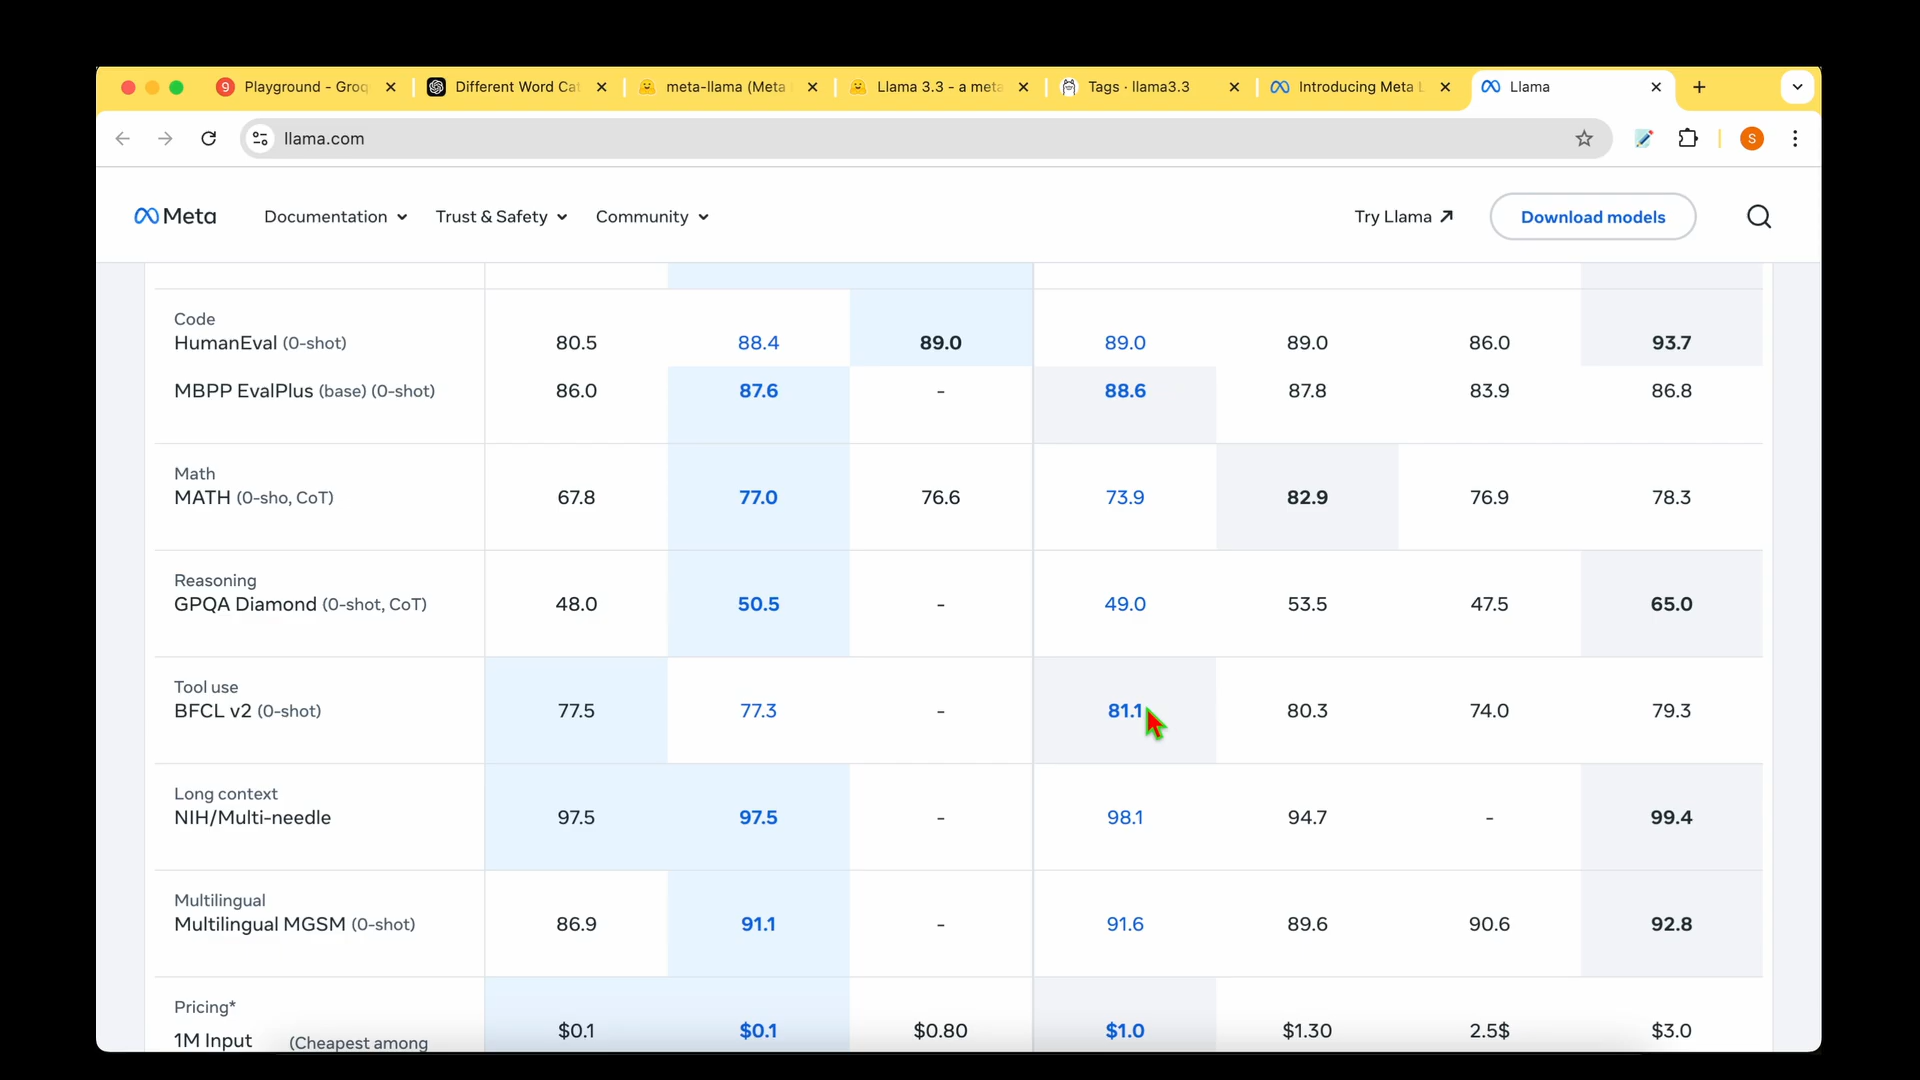 Playground - Groq
Different Word Cat
meta-llama (Meta
Llama 3.3 - a meta
Tags · llama3.3
Introducing Meta L
Llama
llama.com
S
Meta
Documentation
Trust & Safety
Community
Try Llama
Download models
Code
HumanEval (0-shot) 80.5 88.4 89.0 89.0 89.0 86.0 93.7
MBPP EvalPlus (base) (0-shot) 86.0 87.6 - 88.6 87.8 83.9 86.8
Math
MATH (0-sho, CoT) 67.8 77.0 76.6 73.9 82.9 76.9 78.3
Reasoning
GPQA Diamond (0-shot, CoT) 48.0 50.5 - 49.0 53.5 47.5 65.0
Tool use
BFCL v2 (0-shot) 77.5 77.3 - 81.1 80.3 74.0 79.3
Long context
NIH/Multi-needle 97.5 97.5 - 98.1 94.7 - 99.4
Multilingual
Multilingual MGSM (0-shot) 86.9 91.1 - 91.6 89.6 90.6 92.8
Pricing*
1M Input (Cheapest among $0.1 $0.1 $0.80 $1.0 $1.30 2.5$ $3.0